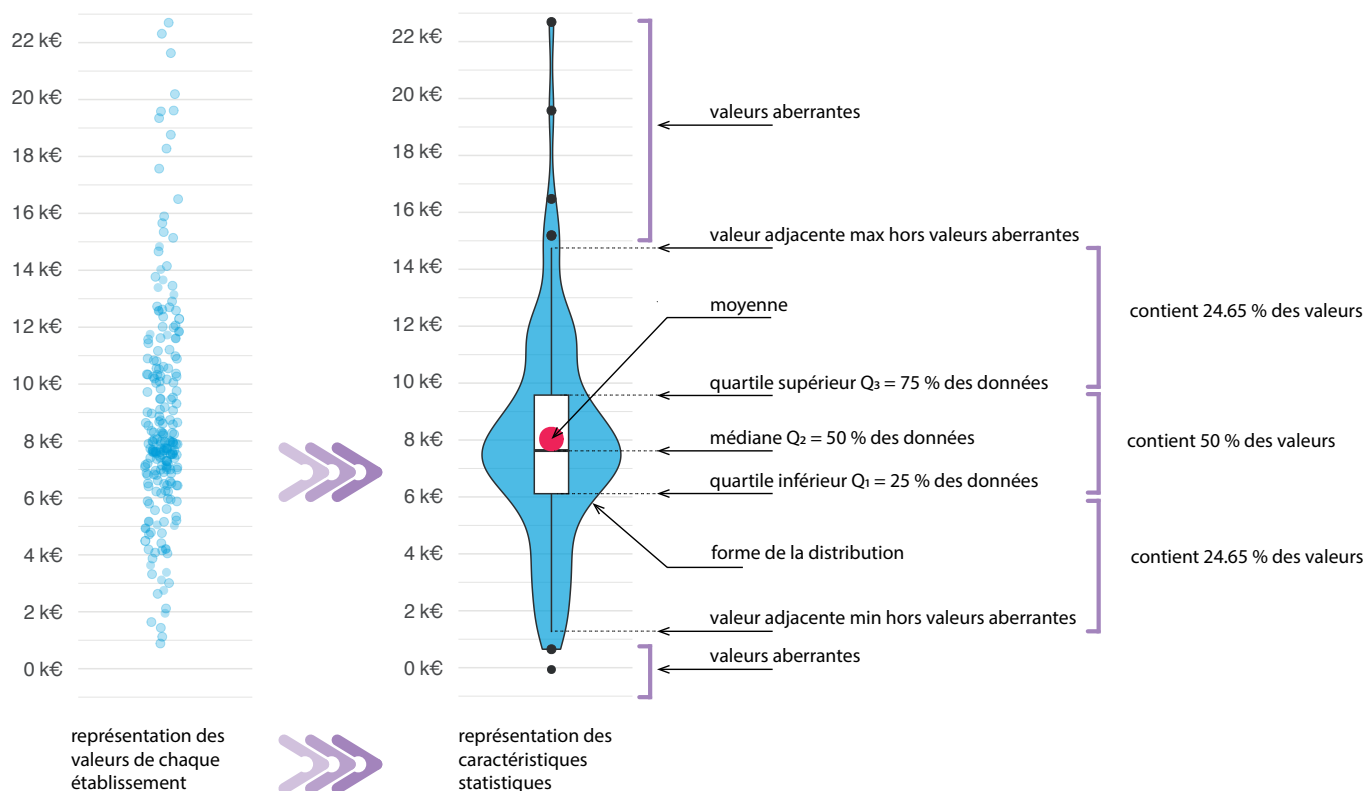 22 k€
20 k€
18 k€
16 k€
14 k€
12 k€
10 k€
8 k€
6 k€
4 k€
2 k€
0 k€
représentation des
valeurs de chaque
établissement
22 k€
20 k€
18 k€
16 k€
14 k€
12 k€
10 k€
8 k€
6 k€
4 k€
2 k€
0 k€
représentation des
caractéristiques
statistiques
valeurs aberrantes
valeur adjacente max hors valeurs aberrantes
moyenne
quartile supérieur Q3 = 75 % des données
médiane Q2 = 50 % des données
quartile inférieur Q1 = 25 % des données
forme de la distribution
valeur adjacente min hors valeurs aberrantes
valeurs aberrantes
contient 24.65 % des valeurs
contient 50 % des valeurs
contient 24.65 % des valeurs